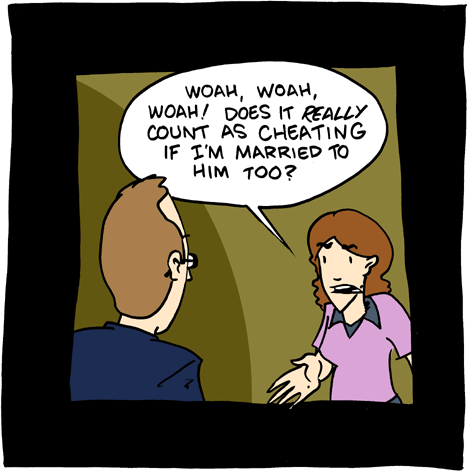 WOAH, WOAH,
WOAH! DOES IT REALLY
COUNT AS CHEATING
IF I'M MARRIED TO
HIM TOO?